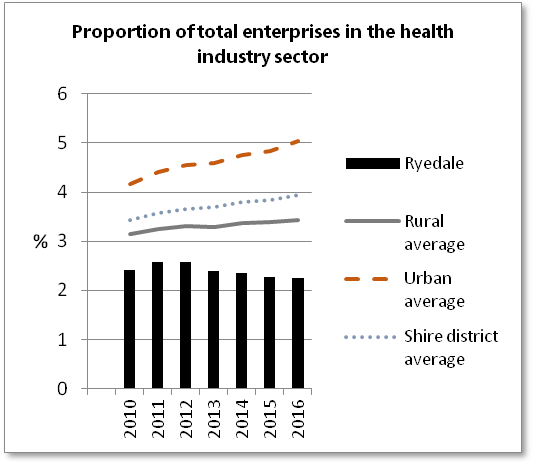 Proportion of total enterprises in the health
industry sector
6
5
4
3
2
1
0
%
2010
2011
2012
2013
2014
2015
2016
Ryedale
Rural
average
Urban
average
Shire district
average